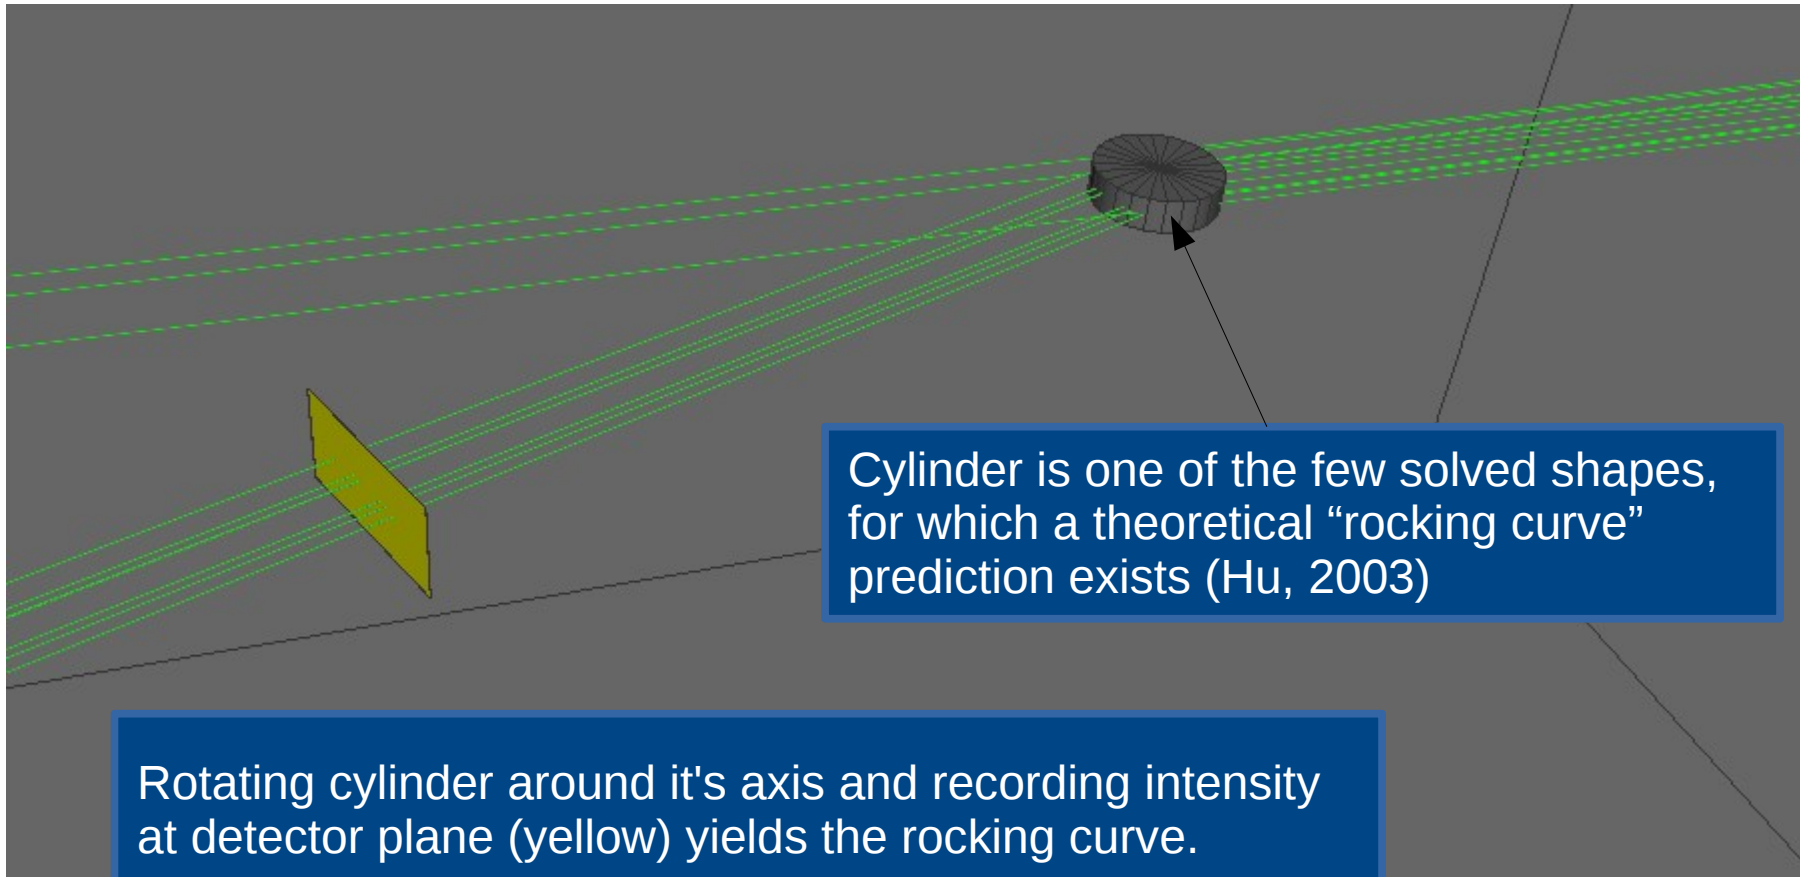 Cylinder is one of the few solved shapes,
for which a theoretical “rocking curve”
prediction exists (Hu, 2003)
Rotating cylinder around it's axis and recording intensity
at detector plane (yellow) yields the rocking curve.